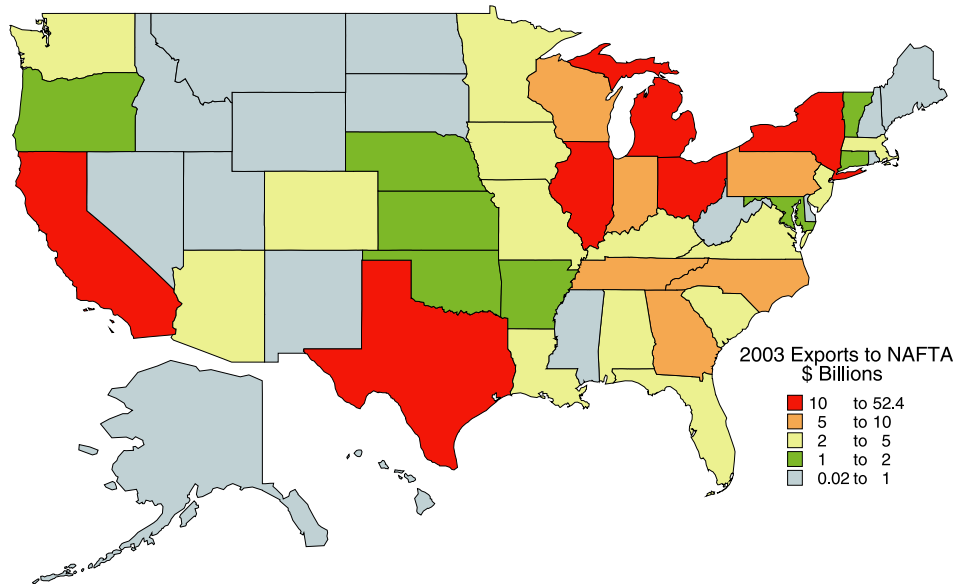 2003 Exports to NAFTA
$ Billions
10 to 52.4
5 to 10
2 to 5
1 to 2
0.02 to 1